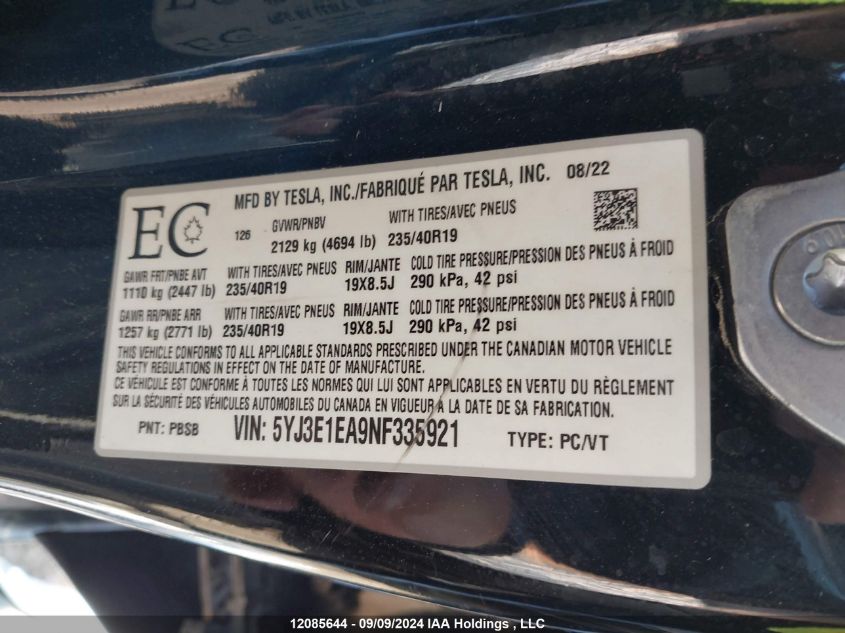 EC
MFD BY TESLA, INC./FABRIQUÉ PAR TESLA, INC. 08/22
126 GVWR/PNBV WITH TIRES/AVEC PNEUS
2129 kg (4694 lb) 235/40R19
GAWR FRT/PNBE AVT WITH TIRES/AVEC PNEUS RIM/JANTE COLD TIRE PRESSURE/PRESSION DES PNEUS À FROID
1110 kg (2447 lb) 235/40R19 19X8.5J 290 kPa, 42 psi
GAWR RR/PNBE ARR WITH TIRES/AVEC PNEUS RIM/JANTE COLD TIRE PRESSURE/PRESSION DES PNEUS À FROID
1257 kg (2771 lb) 235/40R19 19X8.5J 290 kPa, 42 psi
THIS VEHICLE CONFORMS TO ALL APPLICABLE STANDARDS PRESCRIBED UNDER THE CANADIAN MOTOR VEHICLE
SAFETY REGULATIONS IN EFFECT ON THE DATE OF MANUFACTURE.
CE VÉHICULE EST CONFORME À TOUTES LES NORMES QUI LUI SONT APPLICABLES EN VERTU DU RÈGLEMENT
SUR LA SÉCURITÉ DES VÉHICULES AUTOMOBILES DU CANADA EN VIGUEUR A LA DATE DE SA FABRICATION.
PNT: PBSB VIN: 5YJ3E1EA9NF335921 TYPE: PC/VT
12085644 - 09/09/2024 IAA Holdings , LLC